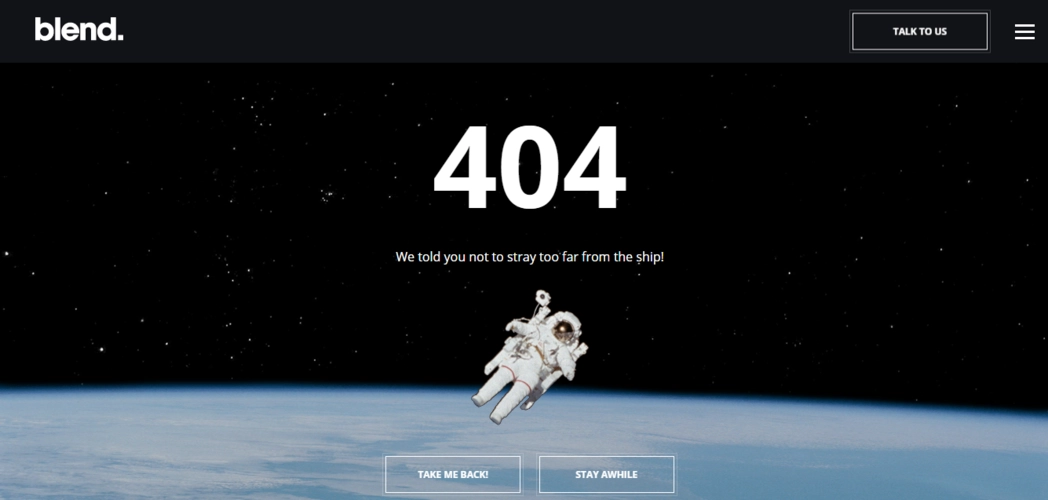 blend.
TALK TO US
404
We told you not to stray too far from the ship!
TAKE ME BACK!
STAY AWHILE